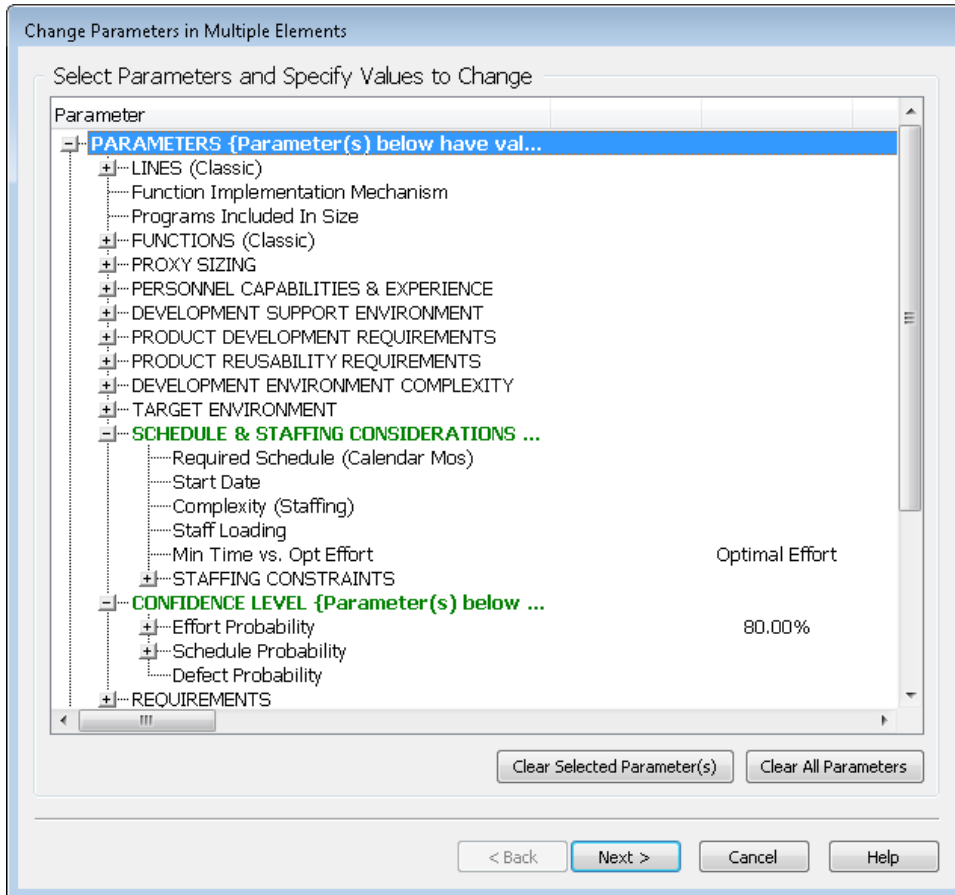 Change Parameters in Multiple Elements
Select Parameters and Specify Values to Change
Parameter
PARAMETERS {Parameter(s) below have val...
LINES (Classic)
Function Implementation Mechanism
Programs Included In Size
FUNCTIONS (Classic)
PROXY SIZING
PERSONNEL CAPABILITIES & EXPERIENCE
DEVELOPMENT SUPPORT ENVIRONMENT
PRODUCT DEVELOPMENT REQUIREMENTS
PRODUCT REUSABILITY REQUIREMENTS
DEVELOPMENT ENVIRONMENT COMPLEXITY
TARGET ENVIRONMENT
SCHEDULE & STAFFING CONSIDERATIONS ...
Required Schedule (Calendar Mos)
Start Date
Complexity (Staffing)
Staff Loading
Min Time vs. Opt Effort Optimal Effort
STAFFING CONSTRAINTS
CONFIDENCE LEVEL {Parameter(s) below ...
Effort Probability 80.00%
Schedule Probability
Defect Probability
REQUIREMENTS
Clear Selected Parameter(s) Clear All Parameters
< Back Next > Cancel Help